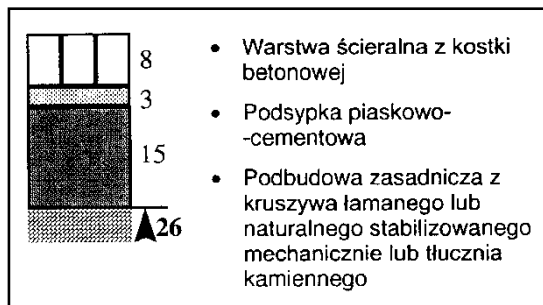 8
3
15
26
• Warstwa ścieralna z kostki
betonowej
• Podsypka piaskowo-
-cementowa
• Podbudowa zasadnicza z
kruszywa łamanego lub
naturalnego stabilizowanego
mechanicznie lub tłucznia
kamiennego